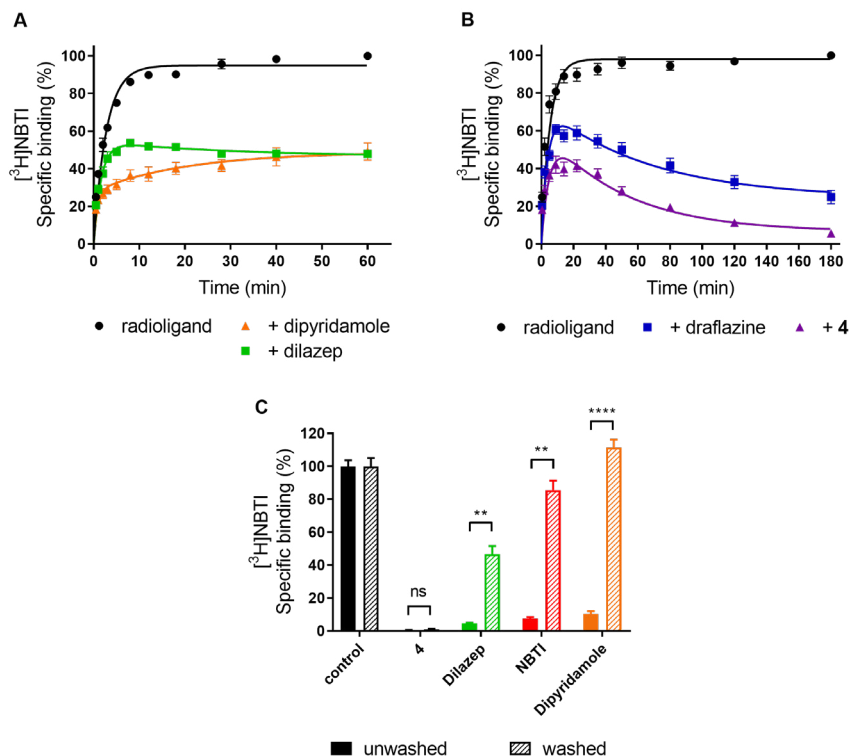 A
[³H]NBTI
Specific binding (%)
100
80
60
40
20
0
0 10 20 30 40 50 60
Time (min)
radioligand + dipyridamole
+ dilazep
B
[³H]NBTI
Specific binding (%)
100
80
60
40
20
0
0 20 40 60 80 100 120 140 160 180
Time (min)
radioligand + draflazine + 4
C
[³H]NBTI
Specific binding (%)
120
100
80
60
40
20
0
ns
**
**
****
control 4 Dilazep NBTI Dipyridamole
unwashed washed